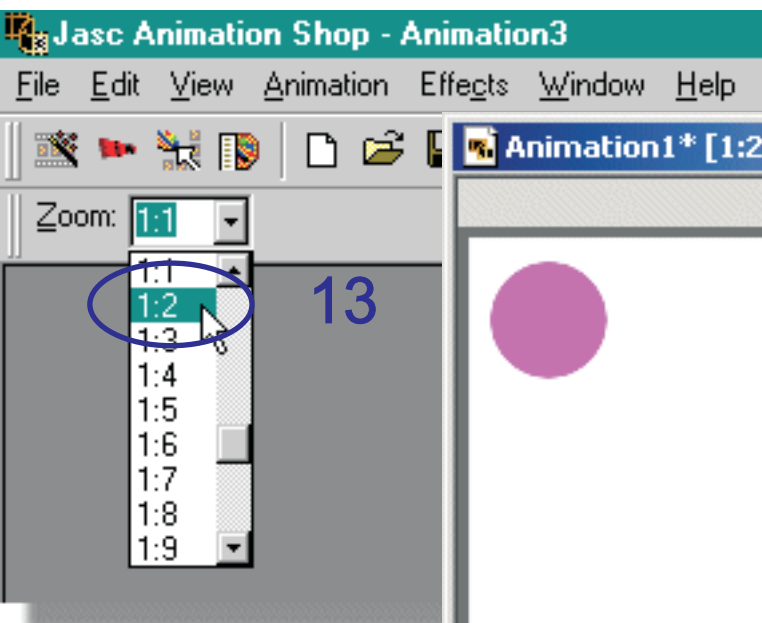 Jasc Animation Shop - Animation3
File Edit View Animation Effects Window Help
Animation1* [1:2
Zoom: 1:1
1:1
1:2
13
1:3
1:4
1:5
1:6
1:7
1:8
1:9